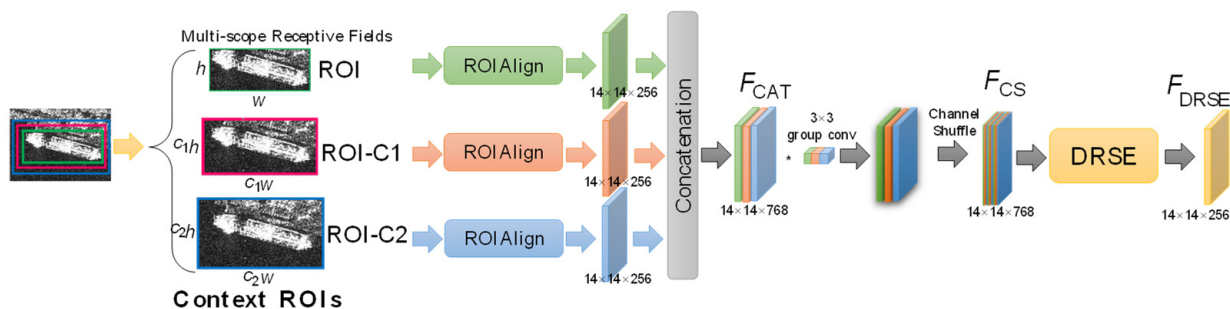 Multi-scope Receptive Fields
h
ROI
w
c₁h
ROI-C1
c₁w
c₂h
ROI-C2
c₂w
Context ROIs
ROIAlign
14×14×256
ROIAlign
14×14×256
ROIAlign
14×14×256
Concatenation
F_CAT
14×14×768
3×3
group conv
*
Channel
Shuffle
F_CS
14×14×768
DRSE
F_DRSE
14×14×256